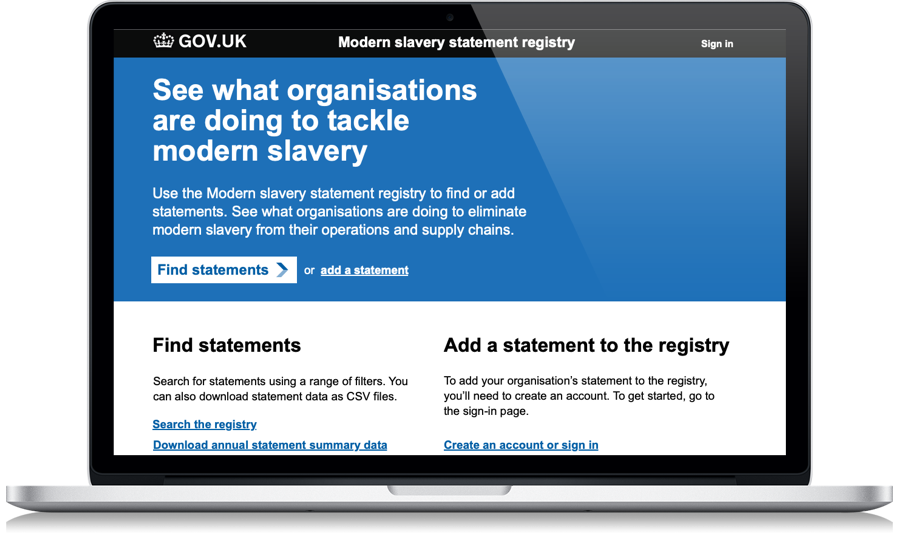 GOV.UK
Modern slavery statement registry
Sign in
See what organisations
are doing to tackle
modern slavery
Use the Modern slavery statement registry to find or add
statements. See what organisations are doing to eliminate
modern slavery from their operations and supply chains.
Find statements
or add a statement
Find statements
Search for statements using a range of filters. You
can also download statement data as CSV files.
Search the registry
Download annual statement summary data
Add a statement to the registry
To add your organisation’s statement to the registry,
you’ll need to create an account. To get started, go to
the sign-in page.
Create an account or sign in